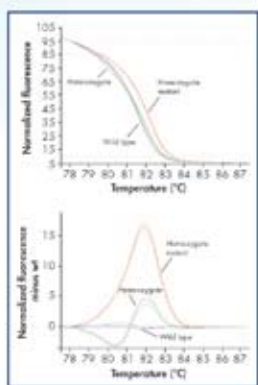 Normalized fluorescence
105
95
85
75
65
55
45
35
25
15
5
Heterozygote
Homozygote
mutant
Wild type
78 79 80 81 82 83 84 85 86 87
Temperature (°C)
Normalized fluorescence
minus wt
15
10
5
0
Homozygote
mutant
Heterozygote
Wild type
78 79 80 81 82 83 84 85 86 87
Temperature (°C)